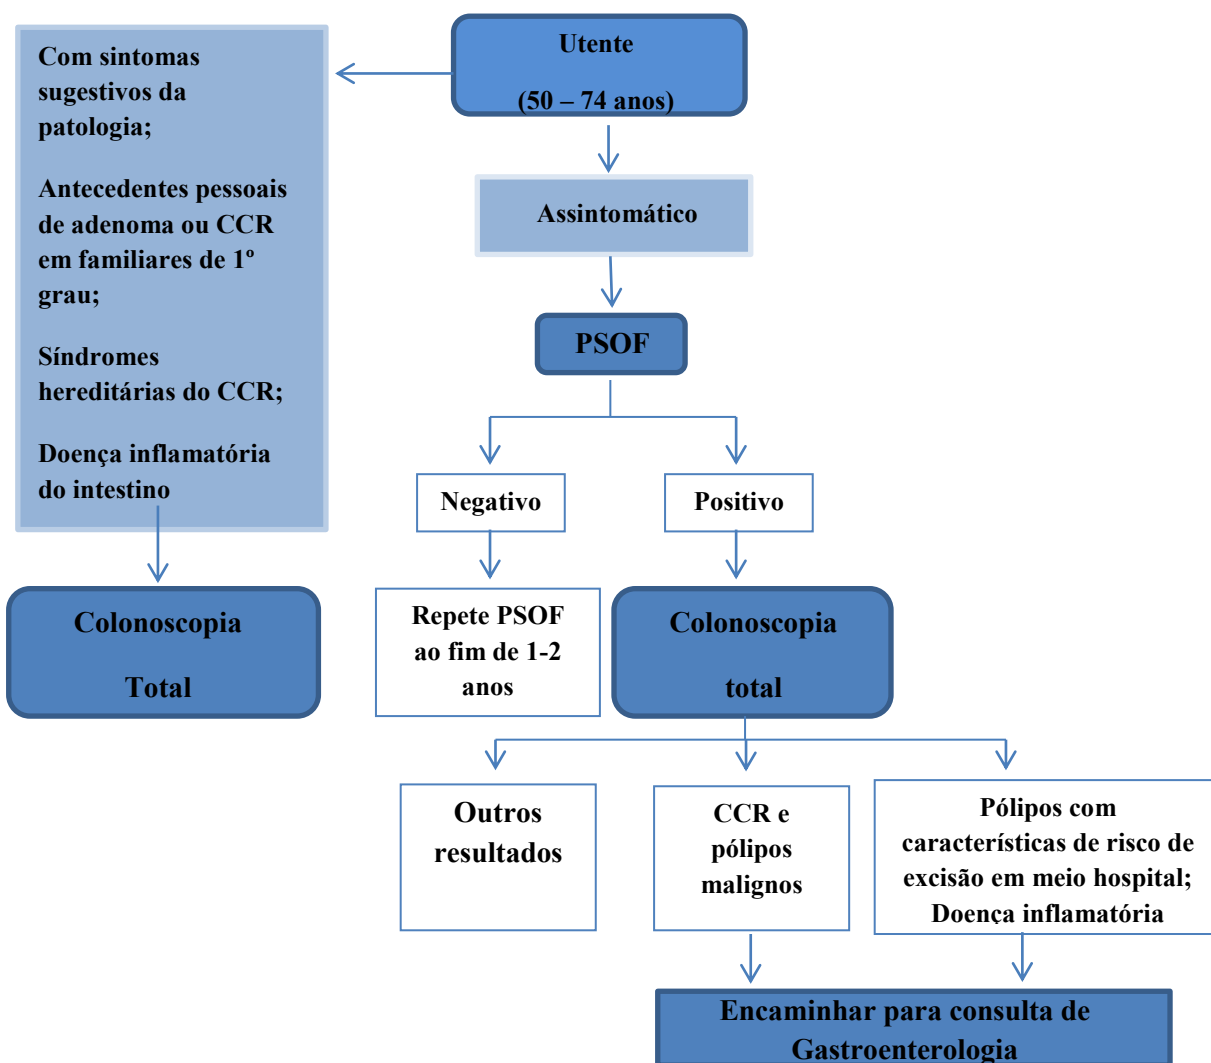 Utente
(50 – 74 anos)
Com sintomas
sugestivos da
patologia;
Antecedentes pessoais
de adenoma ou CCR
em familiares de 1º
grau;
Síndromes
hereditárias do CCR;
Doença inflamatória
do intestino
Assintomático
PSOF
Negativo
Positivo
Colonoscopia
Total
Repete PSOF
ao fim de 1-2
anos
Colonoscopia
total
Outros
resultados
CCR e
pólipos
malignos
Pólipos com
características de risco de
excisão em meio hospital;
Doença inflamatória
Encaminhar para consulta de
Gastroenterologia